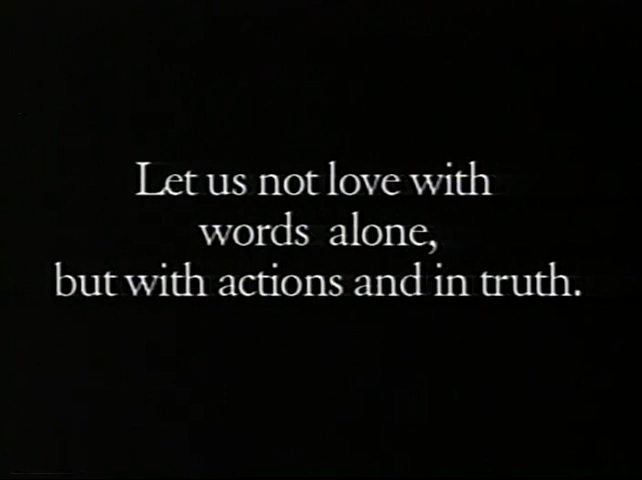 Let us not love with
words alone,
but with actions and in truth.